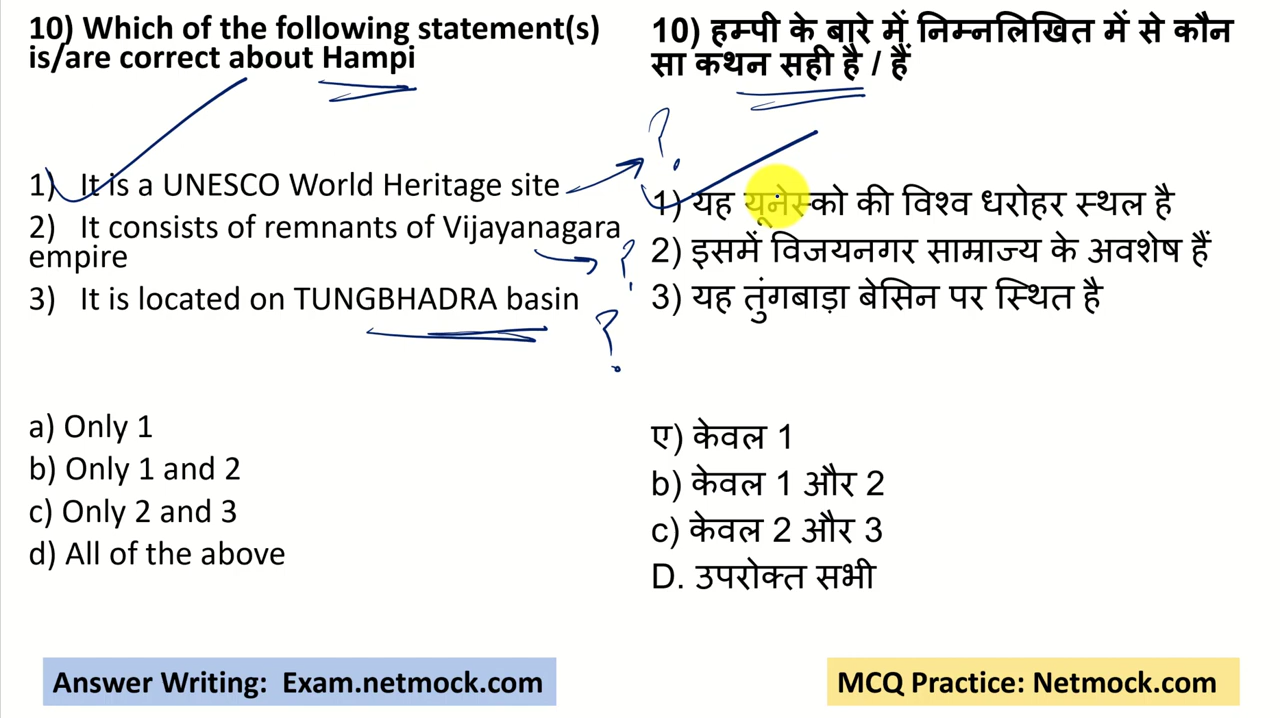 10) Which of the following statement(s)
is/are correct about Hampi
1) It is a UNESCO World Heritage site
2) It consists of remnants of Vijayanagara
empire
3) It is located on TUNGBHADRA basin
a) Only 1
b) Only 1 and 2
c) Only 2 and 3
d) All of the above
10) हम्पी के बारे में निम्नलिखित में से कौन
सा कथन सही है / हैं
1) यह यूनेस्को की विश्व धरोहर स्थल है
2) इसमें विजयनगर साम्राज्य के अवशेष हैं
3) यह तुंगबाड़ा बेसिन पर स्थित है
ए) केवल 1
b) केवल 1 और 2
c) केवल 2 और 3
D. उपरोक्त सभी
?
?
?
Answer Writing: Exam.netmock.com
MCQ Practice: Netmock.com